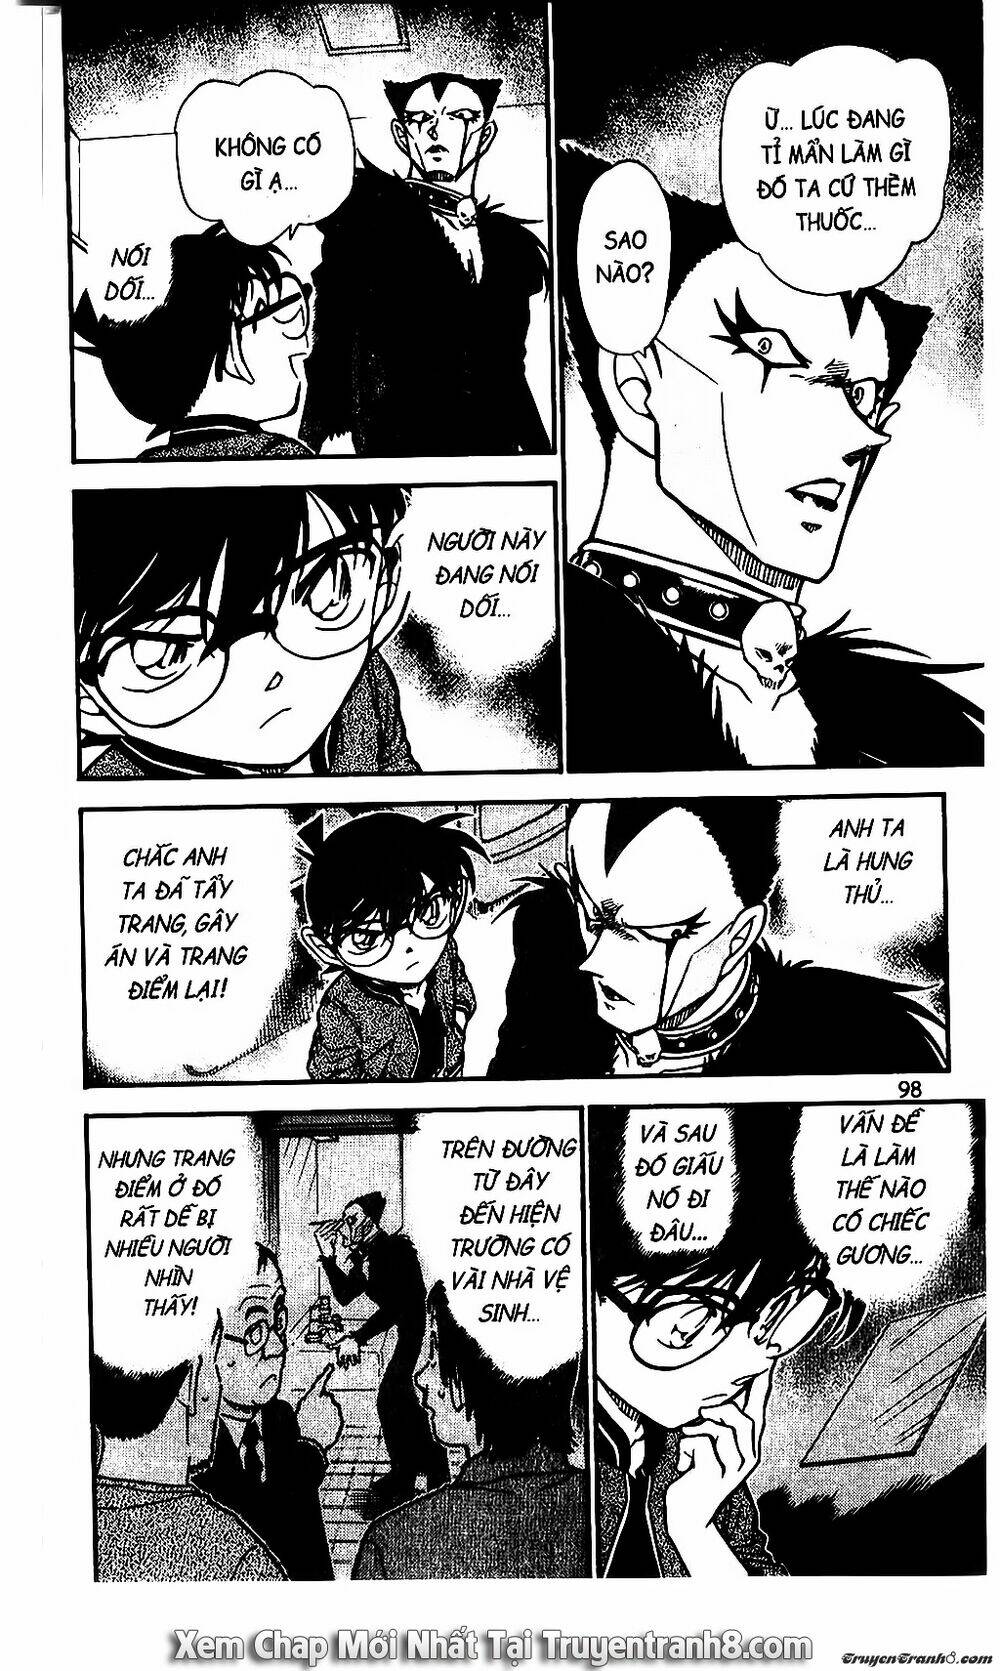 Ừ... LÚC ĐANG
TỈ MẨN LÀM GÌ
ĐÓ TA CỨ THÈM
THUỐC...
SAO
NÀO?
KHÔNG CÓ
GÌ Ạ...
NÓI
DỐI...
NGƯỜI NÀY
ĐANG NÓI
DỐI...
ANH TA
LÀ HUNG
THỦ...
CHẮC ANH
TA ĐÃ TẨY
TRANG, GÂY
ÁN VÀ TRANG
ĐIỂM LẠI!
98
VẤN ĐỀ
LÀ LÀM
THẾ NÀO
CÓ CHIẾC
GƯƠNG...
VÀ SAU
ĐÓ GIẤU
NÓ ĐI
ĐÂU...
TRÊN ĐƯỜNG
TỪ ĐÂY
ĐẾN HIỆN
TRƯỜNG CÓ
VÀI NHÀ VỆ
SINH...
NHƯNG TRANG
ĐIỂM Ở ĐÓ
RẤT DỄ BỊ
NHIỀU NGƯỜI
NHÌN
THẤY!
Xem Chap Mới Nhất Tại Truyentranh8.com
TruyenTranh8.com